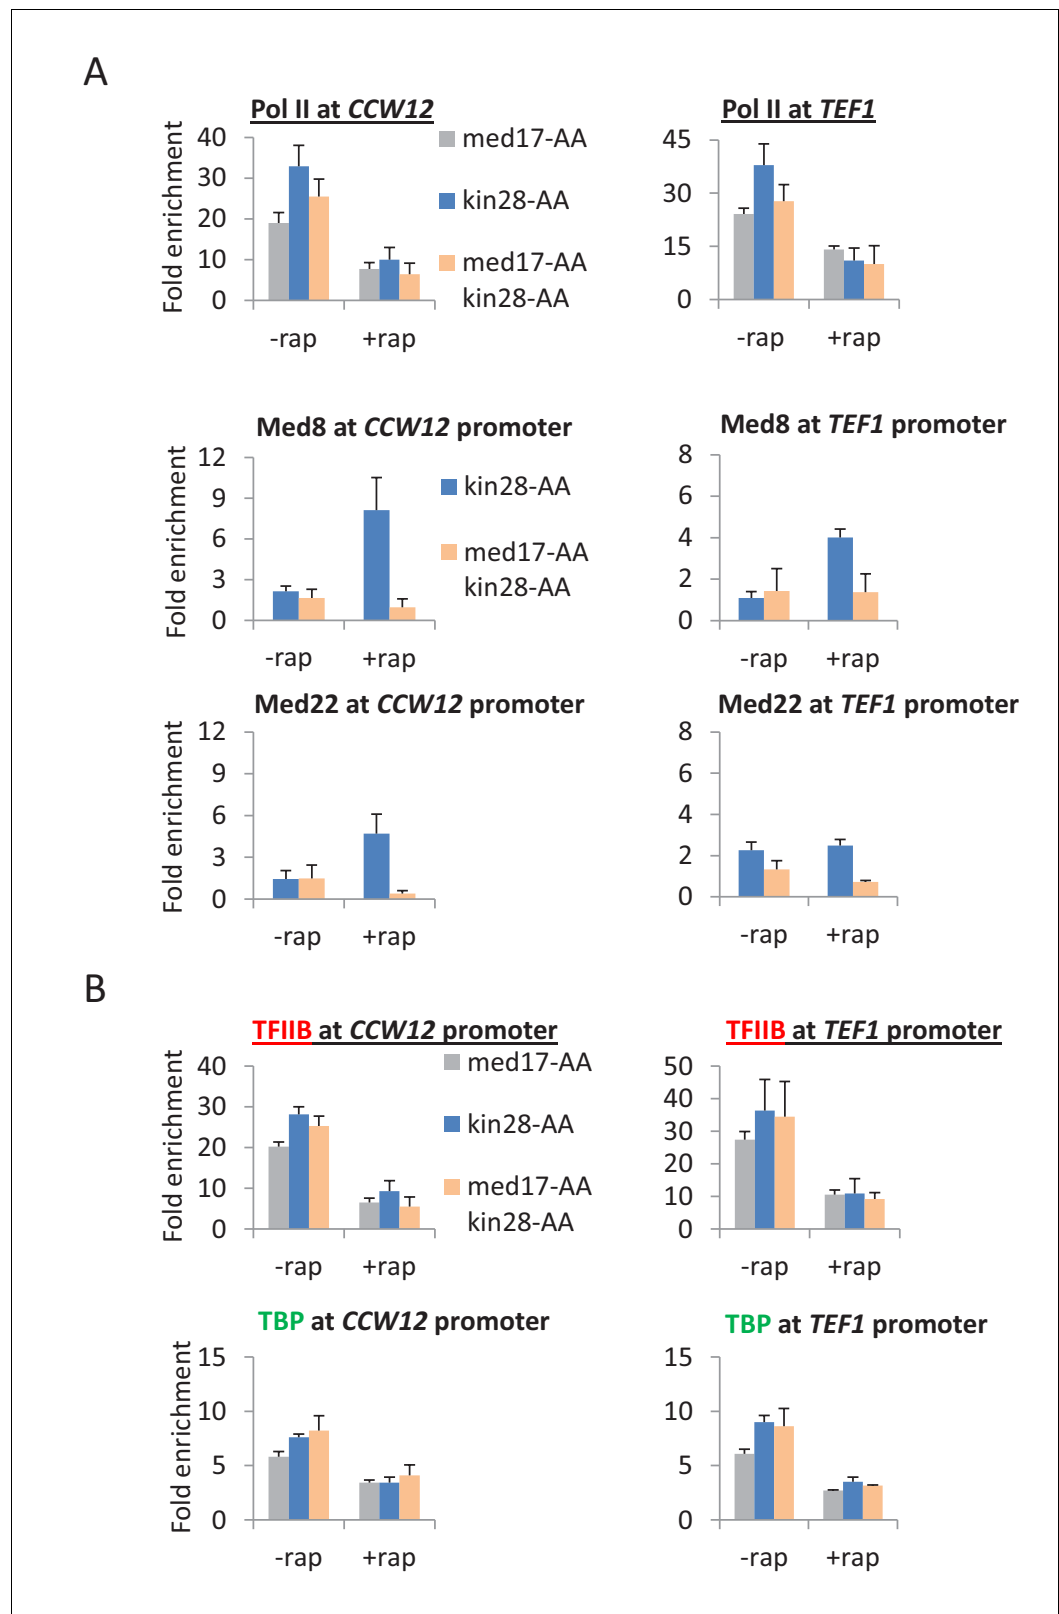 A
Pol II at CCW12
Pol II at TEF1
Fold enrichment
40
30
20
10
0
-rap +rap
med17-AA
kin28-AA
med17-AA
kin28-AA
45
30
15
0
-rap +rap
Med8 at CCW12 promoter
Med8 at TEF1 promoter
Fold enrichment
12
9
6
3
0
-rap +rap
kin28-AA
med17-AA
kin28-AA
8
6
4
2
0
-rap +rap
Med22 at CCW12 promoter
Med22 at TEF1 promoter
Fold enrichment
12
9
6
3
0
-rap +rap
8
6
4
2
0
-rap +rap
B
TFIIB at CCW12 promoter
TFIIB at TEF1 promoter
Fold enrichment
40
30
20
10
0
-rap +rap
med17-AA
kin28-AA
med17-AA
kin28-AA
50
40
30
20
10
0
-rap +rap
TBP at CCW12 promoter
TBP at TEF1 promoter
Fold enrichment
15
10
5
0
-rap +rap
15
10
5
0
-rap +rap